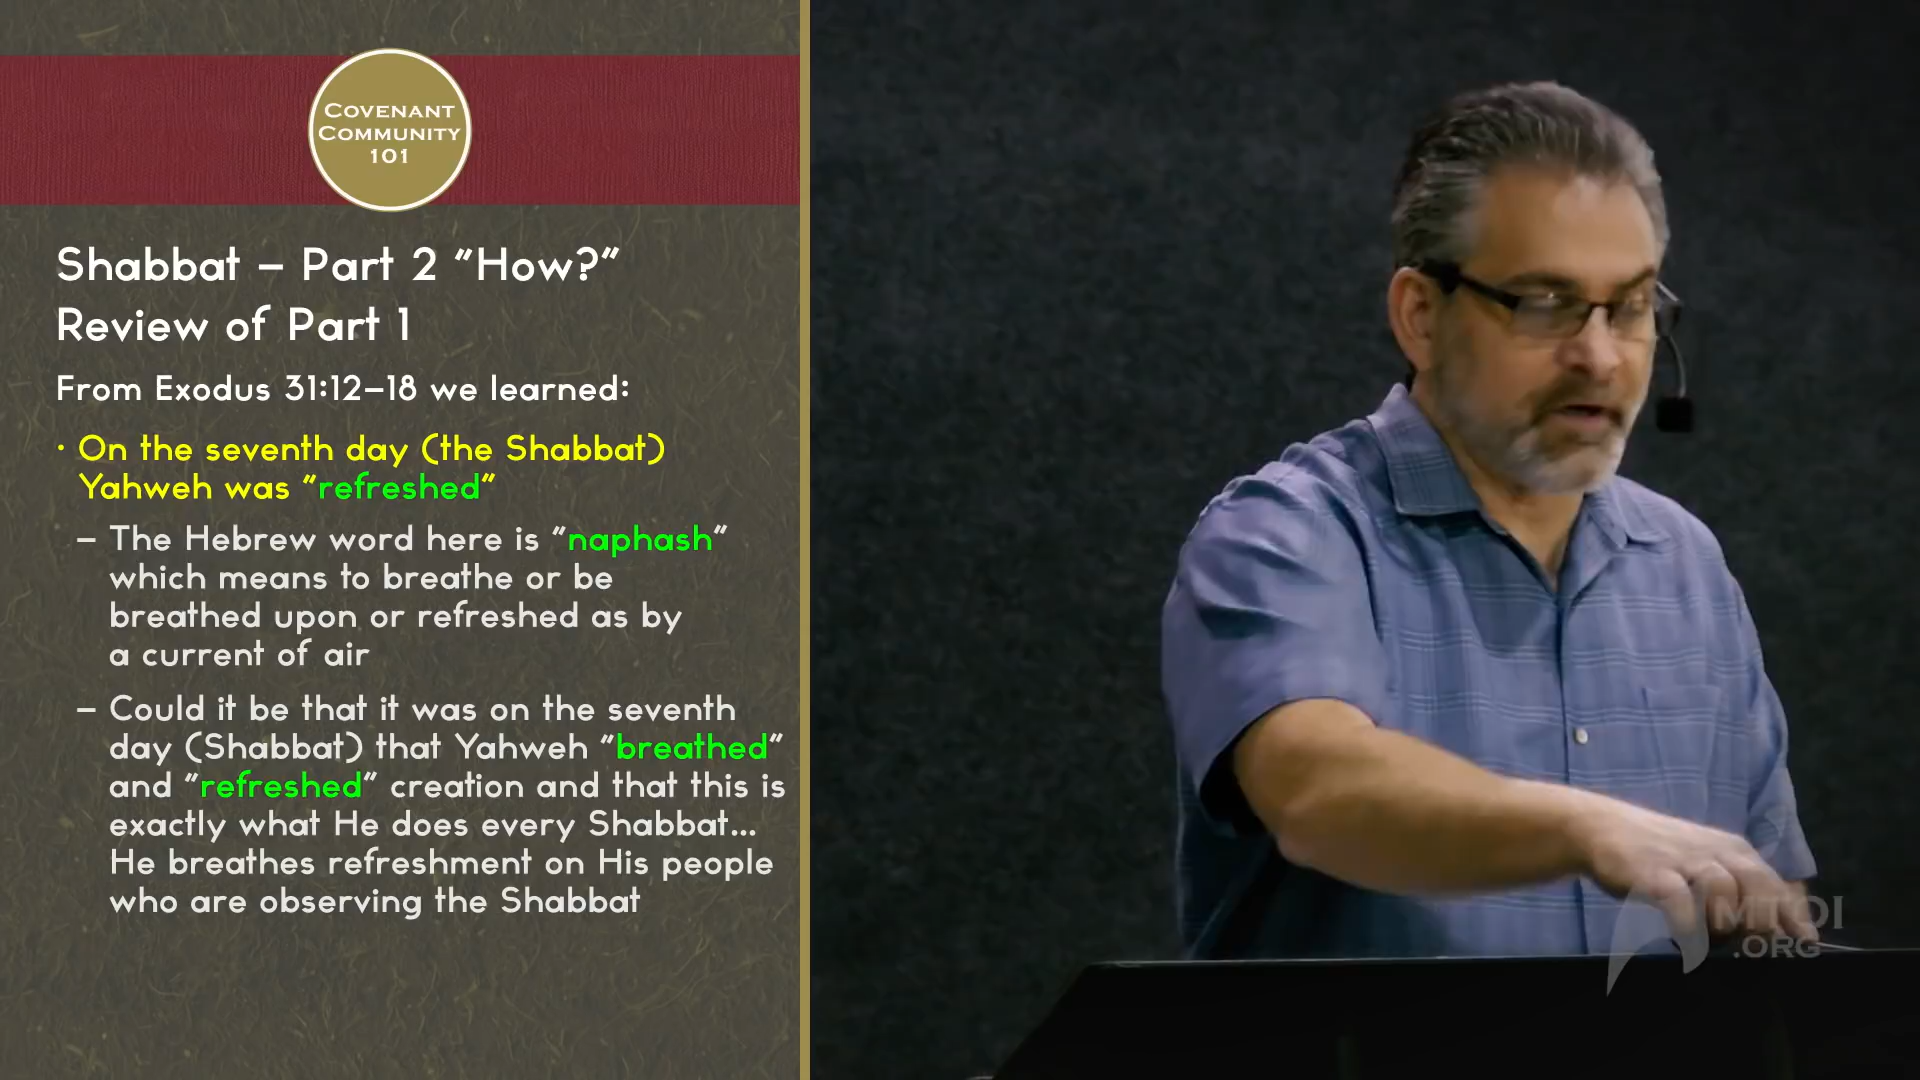 COVENANT
COMMUNITY
101
Shabbat – Part 2 "How?"
Review of Part 1
From Exodus 31:12–18 we learned:
· On the seventh day (the Shabbat)
Yahweh was "refreshed"
– The Hebrew word here is "naphash"
which means to breathe or be
breathed upon or refreshed as by
a current of air
– Could it be that it was on the seventh
day (Shabbat) that Yahweh "breathed"
and "refreshed" creation and that this is
exactly what He does every Shabbat...
He breathes refreshment on His people
who are observing the Shabbat
MTOI
.ORG